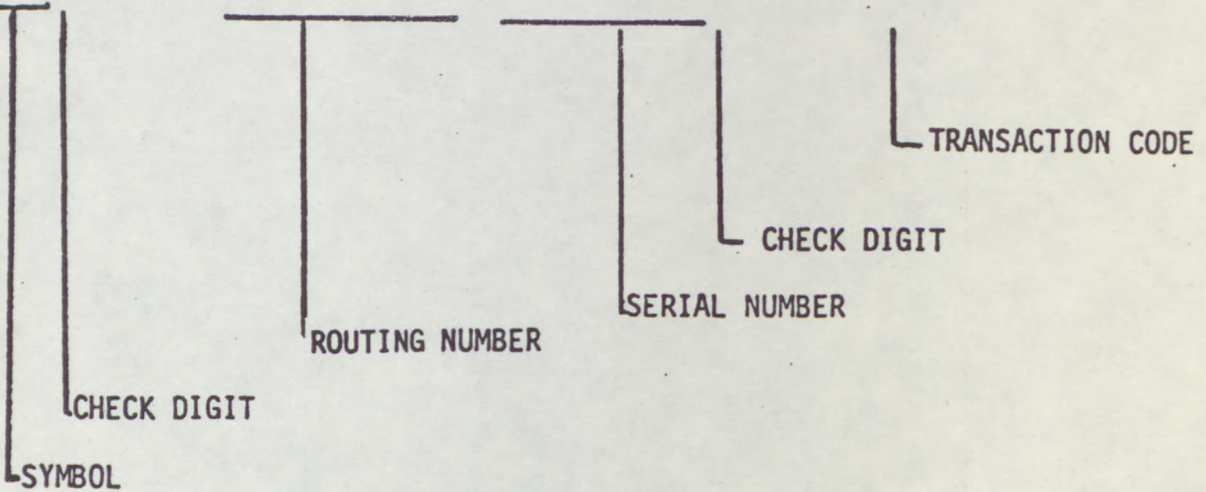 TRANSACTION CODE
CHECK DIGIT
SERIAL NUMBER
ROUTING NUMBER
CHECK DIGIT
SYMBOL